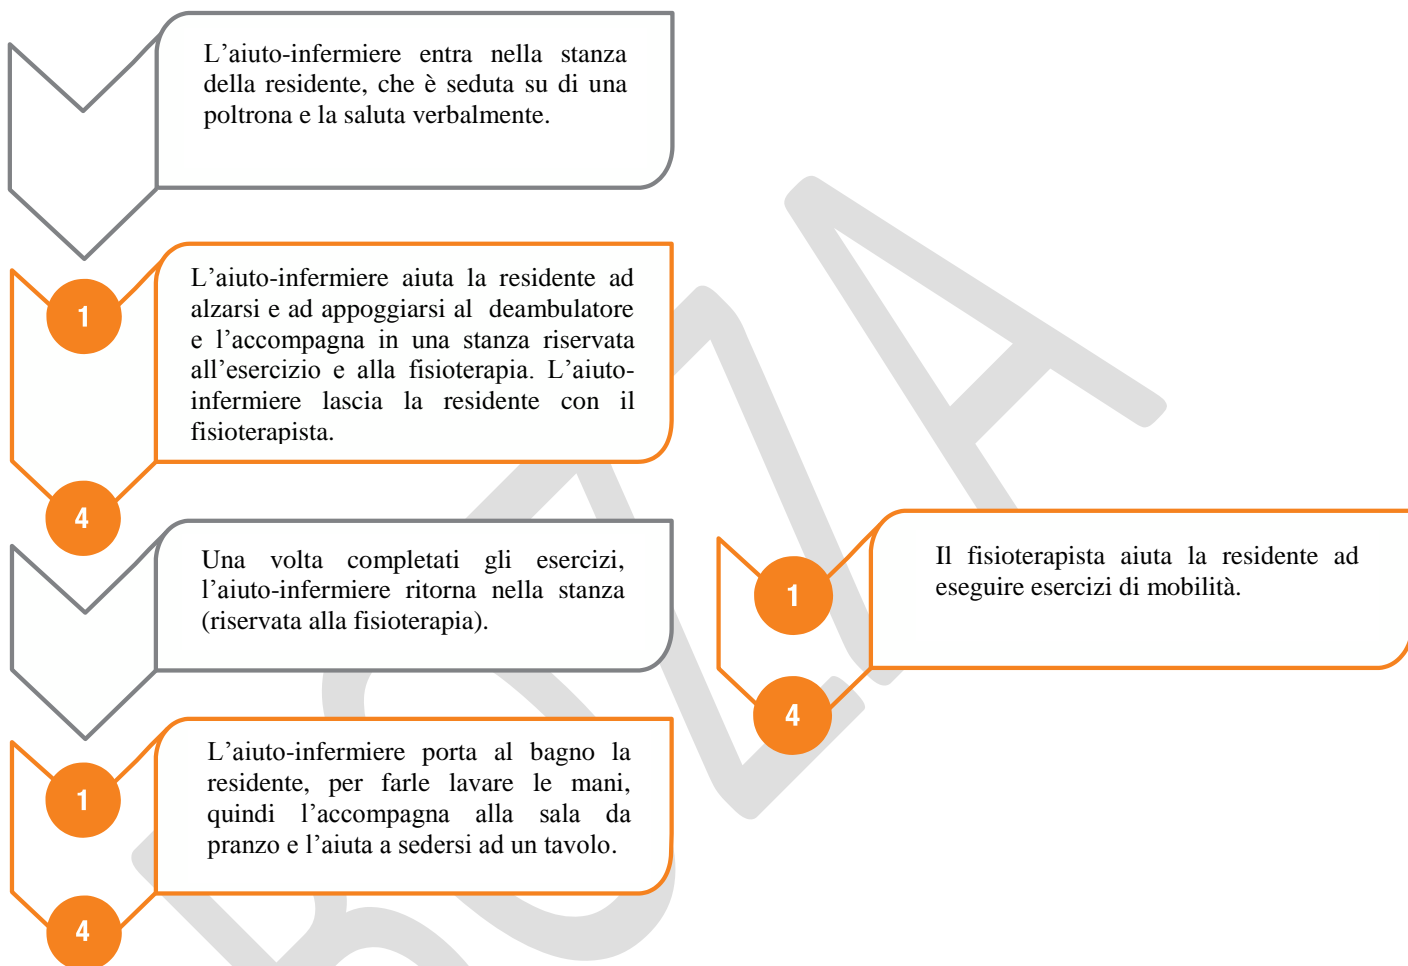 L’aiuto-infermiere entra nella stanza
della residente, che è seduta su di una
poltrona e la saluta verbalmente.
1
L’aiuto-infermiere aiuta la residente ad
alzarsi e ad appoggiarsi al deambulatore
e l’accompagna in una stanza riservata
all’esercizio e alla fisioterapia. L’aiuto-
infermiere lascia la residente con il
fisioterapista.
4
Una volta completati gli esercizi,
l’aiuto-infermiere ritorna nella stanza
(riservata alla fisioterapia).
1
Il fisioterapista aiuta la residente ad
eseguire esercizi di mobilità.
4
1
L’aiuto-infermiere porta al bagno la
residente, per farle lavare le mani,
quindi l’accompagna alla sala da
pranzo e l’aiuta a sedersi ad un tavolo.
4
BOZZA